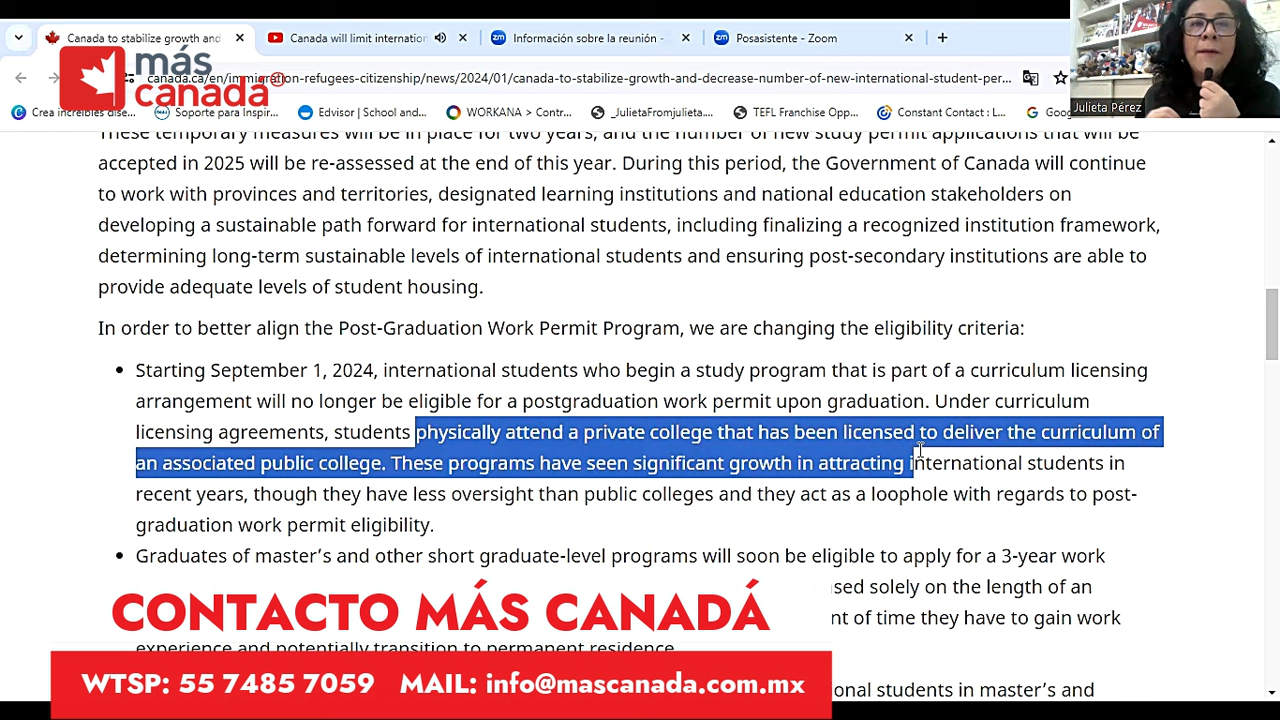 Canada to stabilize growth and
Canada will limit internation
Información sobre la reunión -
Posasistente - Zoom
más
canadá
canada.ca/en/immigration-refugees-citizenship/news/2024/01/canada-to-stabilize-growth-and-decrease-number-of-new-international-student-per...
Crea increíbles dise...
Soporte para Inspir...
Edvisor | School and...
WORKANA > Contr...
_JulietaFromjulieta....
TEFL Franchise Opp...
Constant Contact : L...
Julieta Pérez
These temporary measures will be in place for two years, and the number of new study permit applications that will be
accepted in 2025 will be re-assessed at the end of this year. During this period, the Government of Canada will continue
to work with provinces and territories, designated learning institutions and national education stakeholders on
developing a sustainable path forward for international students, including finalizing a recognized institution framework,
determining long-term sustainable levels of international students and ensuring post-secondary institutions are able to
provide adequate levels of student housing.
In order to better align the Post-Graduation Work Permit Program, we are changing the eligibility criteria:
• Starting September 1, 2024, international students who begin a study program that is part of a curriculum licensing
arrangement will no longer be eligible for a postgraduation work permit upon graduation. Under curriculum
licensing agreements, students physically attend a private college that has been licensed to deliver the curriculum of
an associated public college. These programs have seen significant growth in attracting international students in
recent years, though they have less oversight than public colleges and they act as a loophole with regards to post-
graduation work permit eligibility.
• Graduates of master's and other short graduate-level programs will soon be eligible to apply for a 3-year work
solely on the length of an
of time they have to gain work
experience and potentially transition to permanent residence.
students in master's and
CONTACTO MÁS CANADÁ
WTSP: 55 7485 7059 MAIL: info@mascanada.com.mx